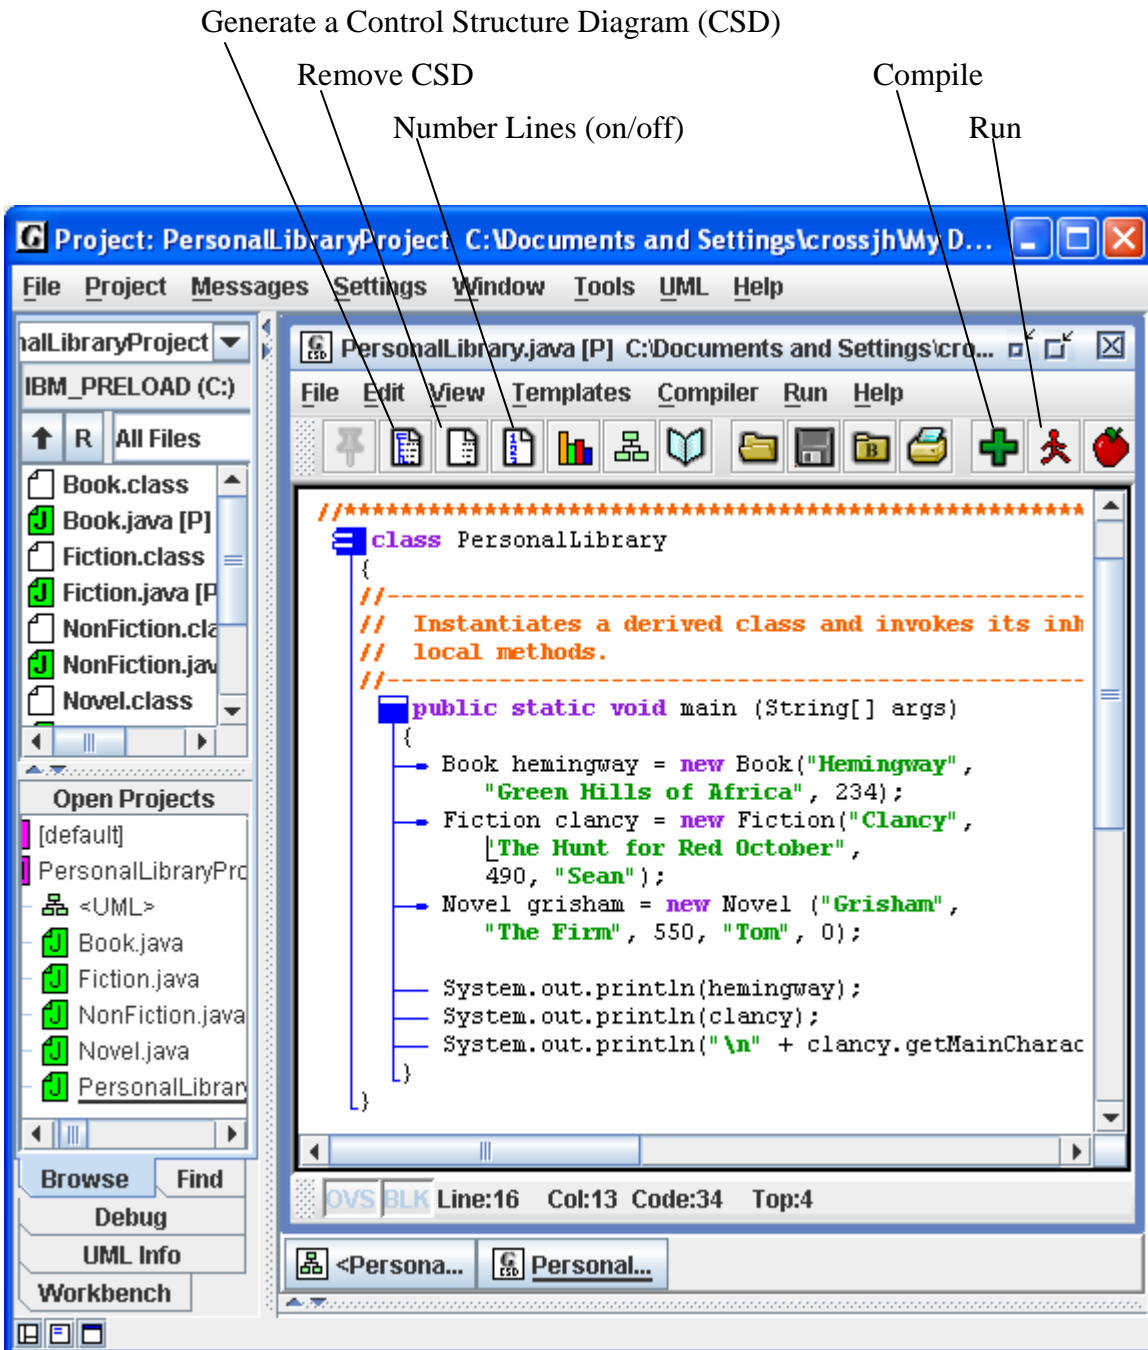 Generate a Control Structure Diagram (CSD)
Remove CSD
Compile
Number Lines (on/off)
Run
Project: PersonalLibraryProject C:\Documents and Settings\crossjh\My D...
File Project Messages Settings Window Tools UML Help
nalLibraryProject
IBM_PRELOAD (C:)
R All Files
Book.class
Book.java [P]
Fiction.class
Fiction.java [P
NonFiction.cla
NonFiction.jav
Novel.class
Open Projects
[default]
PersonalLibraryPro
<UML>
Book.java
Fiction.java
NonFiction.java
Novel.java
PersonalLibrary
Browse Find
Debug
UML Info
Workbench
PersonalLibrary.java [P] C:\Documents and Settings\cro...
File Edit View Templates Compiler Run Help
//****************************************************
class PersonalLibrary
{
//--------------------------------------------------
// Instantiates a derived class and invokes its inh
// local methods.
//--------------------------------------------------
public static void main (String[] args)
{
Book hemingway = new Book("Hemingway",
"Green Hills of Africa", 234);
Fiction clancy = new Fiction("Clancy",
"The Hunt for Red October",
490, "Sean");
Novel grisham = new Novel ("Grisham",
"The Firm", 550, "Tom", 0);
System.out.println(hemingway);
System.out.println(clancy);
System.out.println("\n" + clancy.getMainCharac
}
}
OVS BLK Line:16 Col:13 Code:34 Top:4
<Persona... Personal...